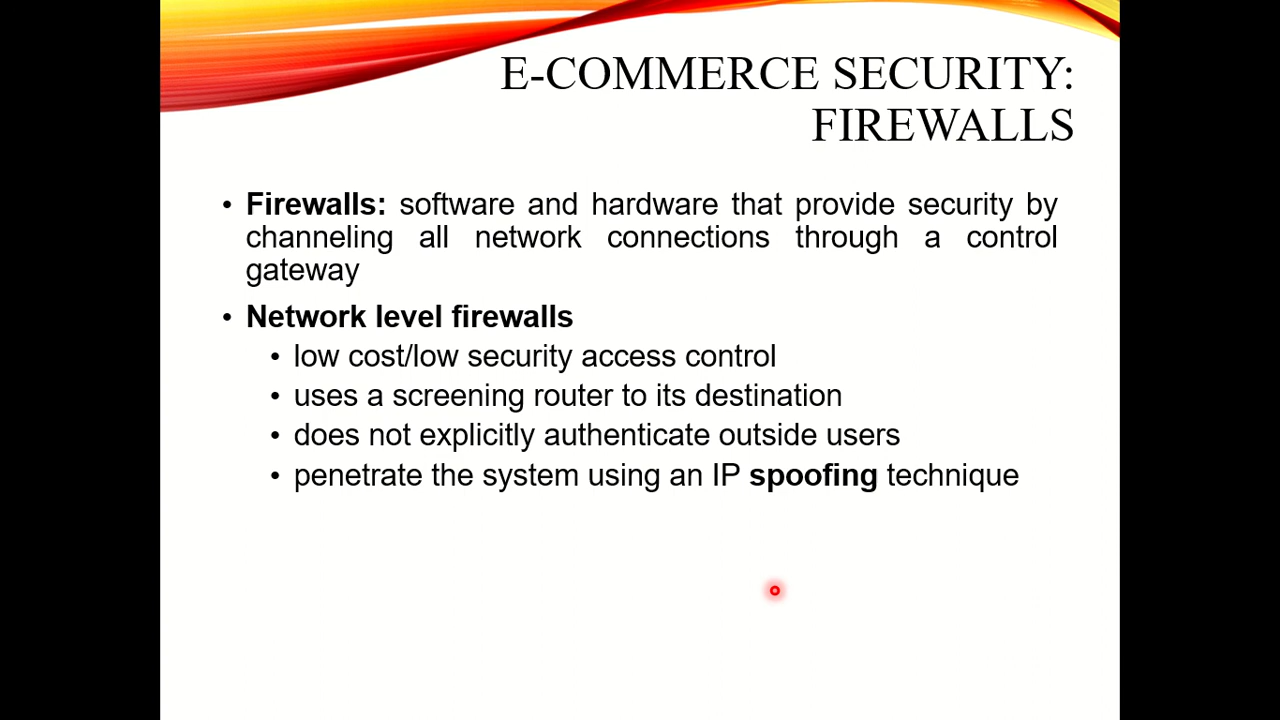 E-COMMERCE SECURITY:
FIREWALLS
• Firewalls: software and hardware that provide security by
channeling all network connections through a control
gateway
• Network level firewalls
• low cost/low security access control
• uses a screening router to its destination
• does not explicitly authenticate outside users
• penetrate the system using an IP spoofing technique